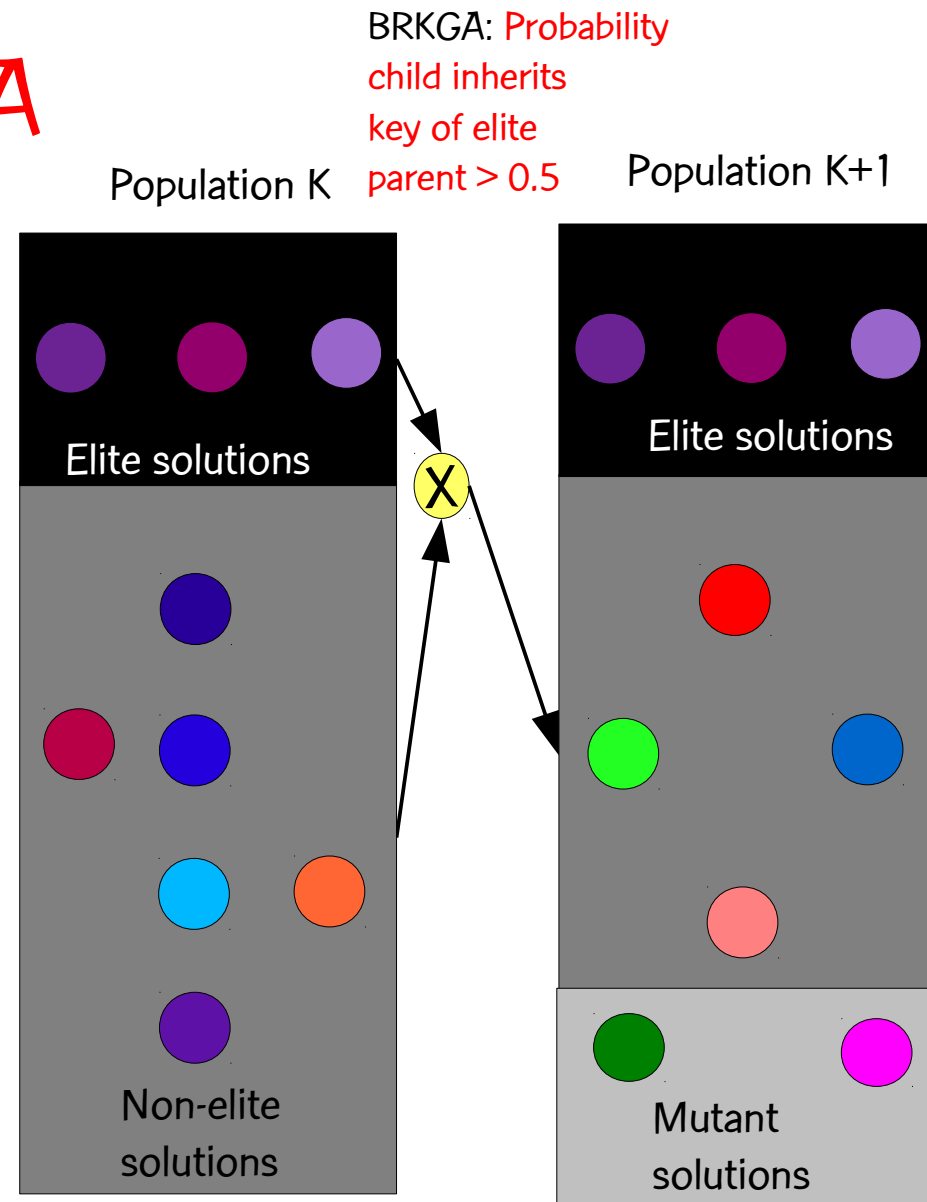 BRKGA: Probability
child inherits
key of elite
parent > 0.5
A
Population K
Population K+1
Elite solutions
Elite solutions
X
Non-elite
solutions
Mutant
solutions